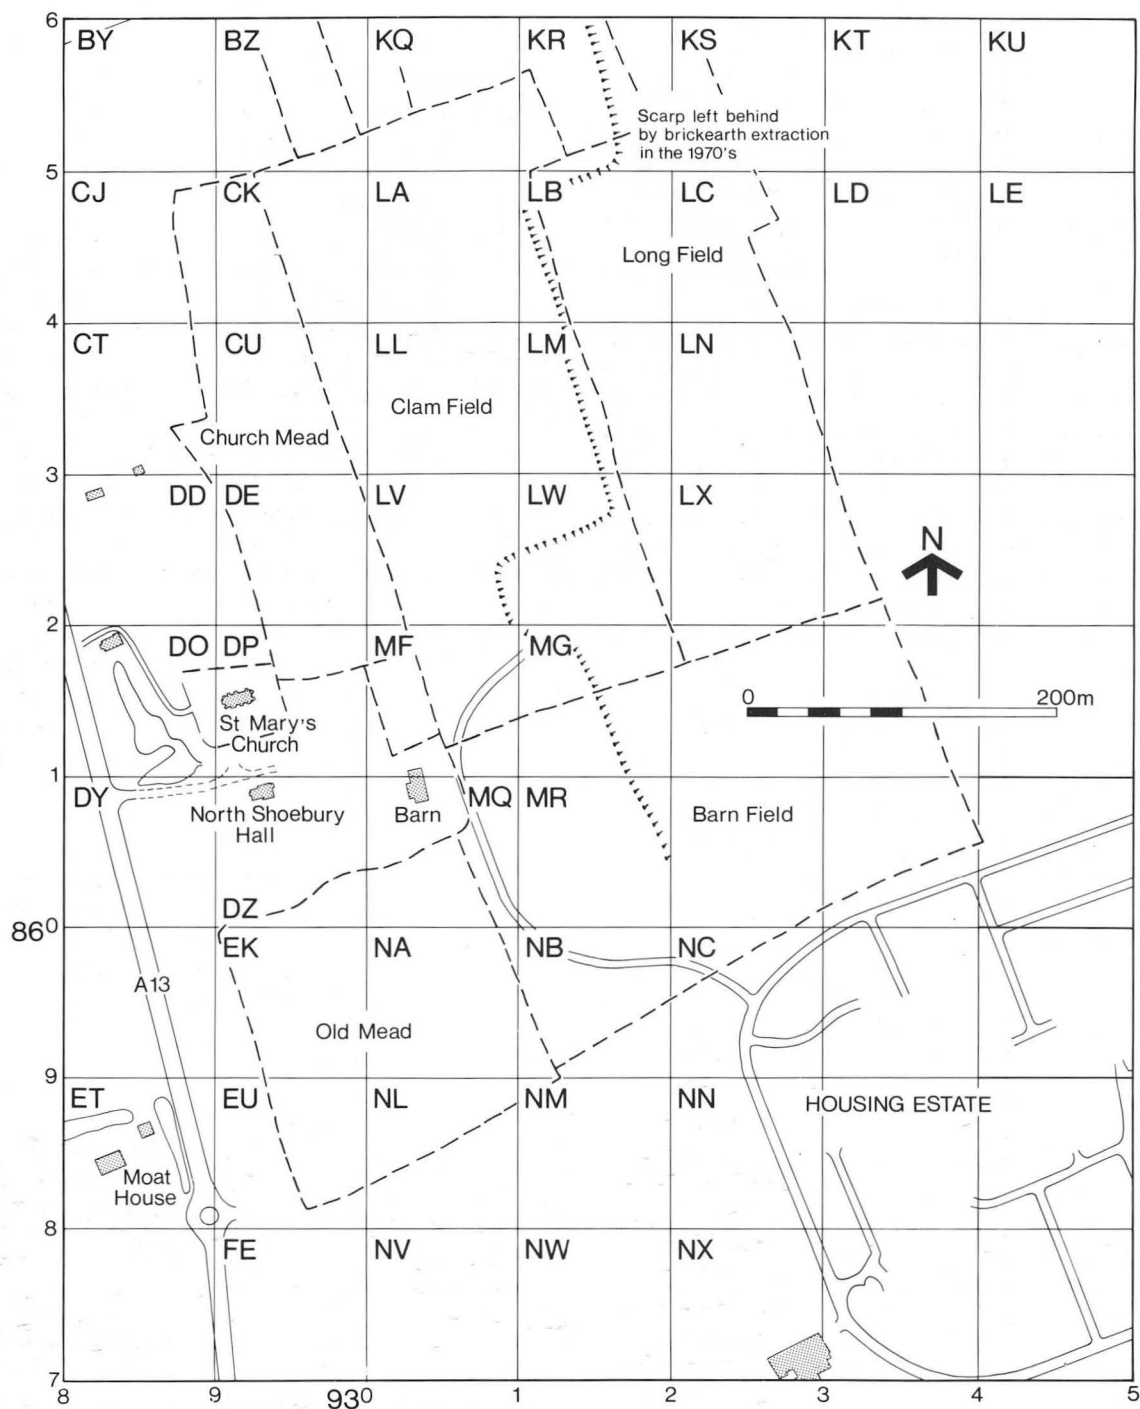 6
BY BZ KQ KR KS KT KU
Scarp left behind
by brickearth extraction
in the 1970's
5
CJ CK LA LB LC LD LE
Long Field
4
CT CU LL LM LN
Clam Field
Church Mead
3
DD DE LV LW LX
N
2
DO DP MF MG
0 200m
St Mary's
Church
1
DY MQ MR
North Shoebury
Hall
Barn
Barn Field
DZ
860
EK NA NB NC
A13
Old Mead
9
ET EU NL NM NN
HOUSING ESTATE
Moat
House
8
FE NV NW NX
7
8 9 930 1 2 3 4 5